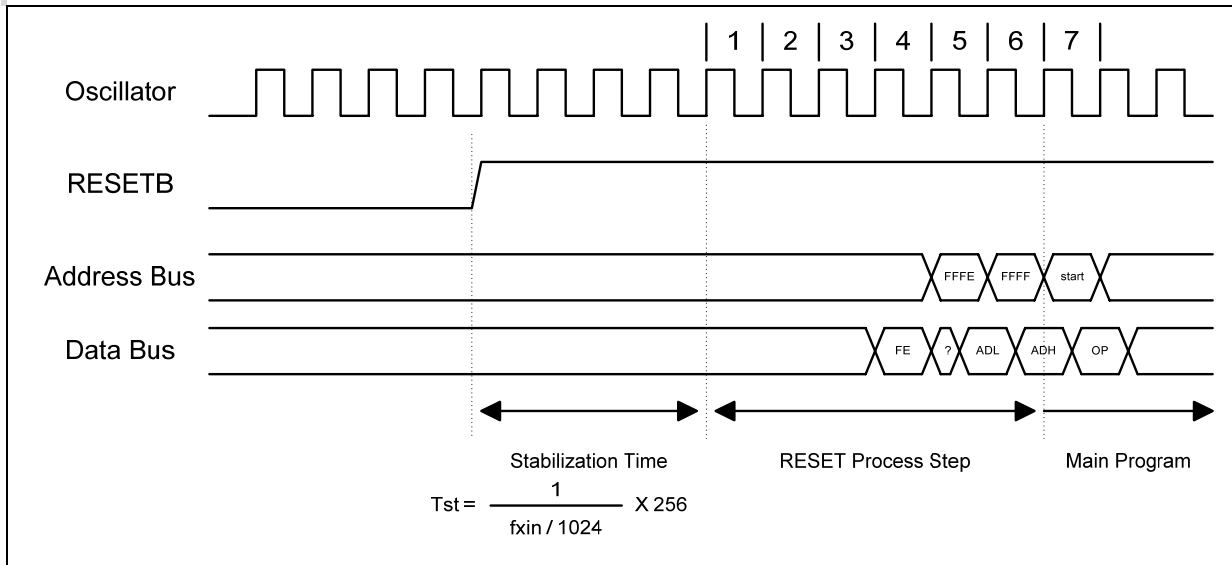 1 2 3 4 5 6 7
Oscillator
RESETB
Address Bus
FFFE FFFF start
Data Bus
FE ? ADL ADH OP
Stabilization Time RESET Process Step Main Program
Tst = 1 / fxin / 1024 X 256